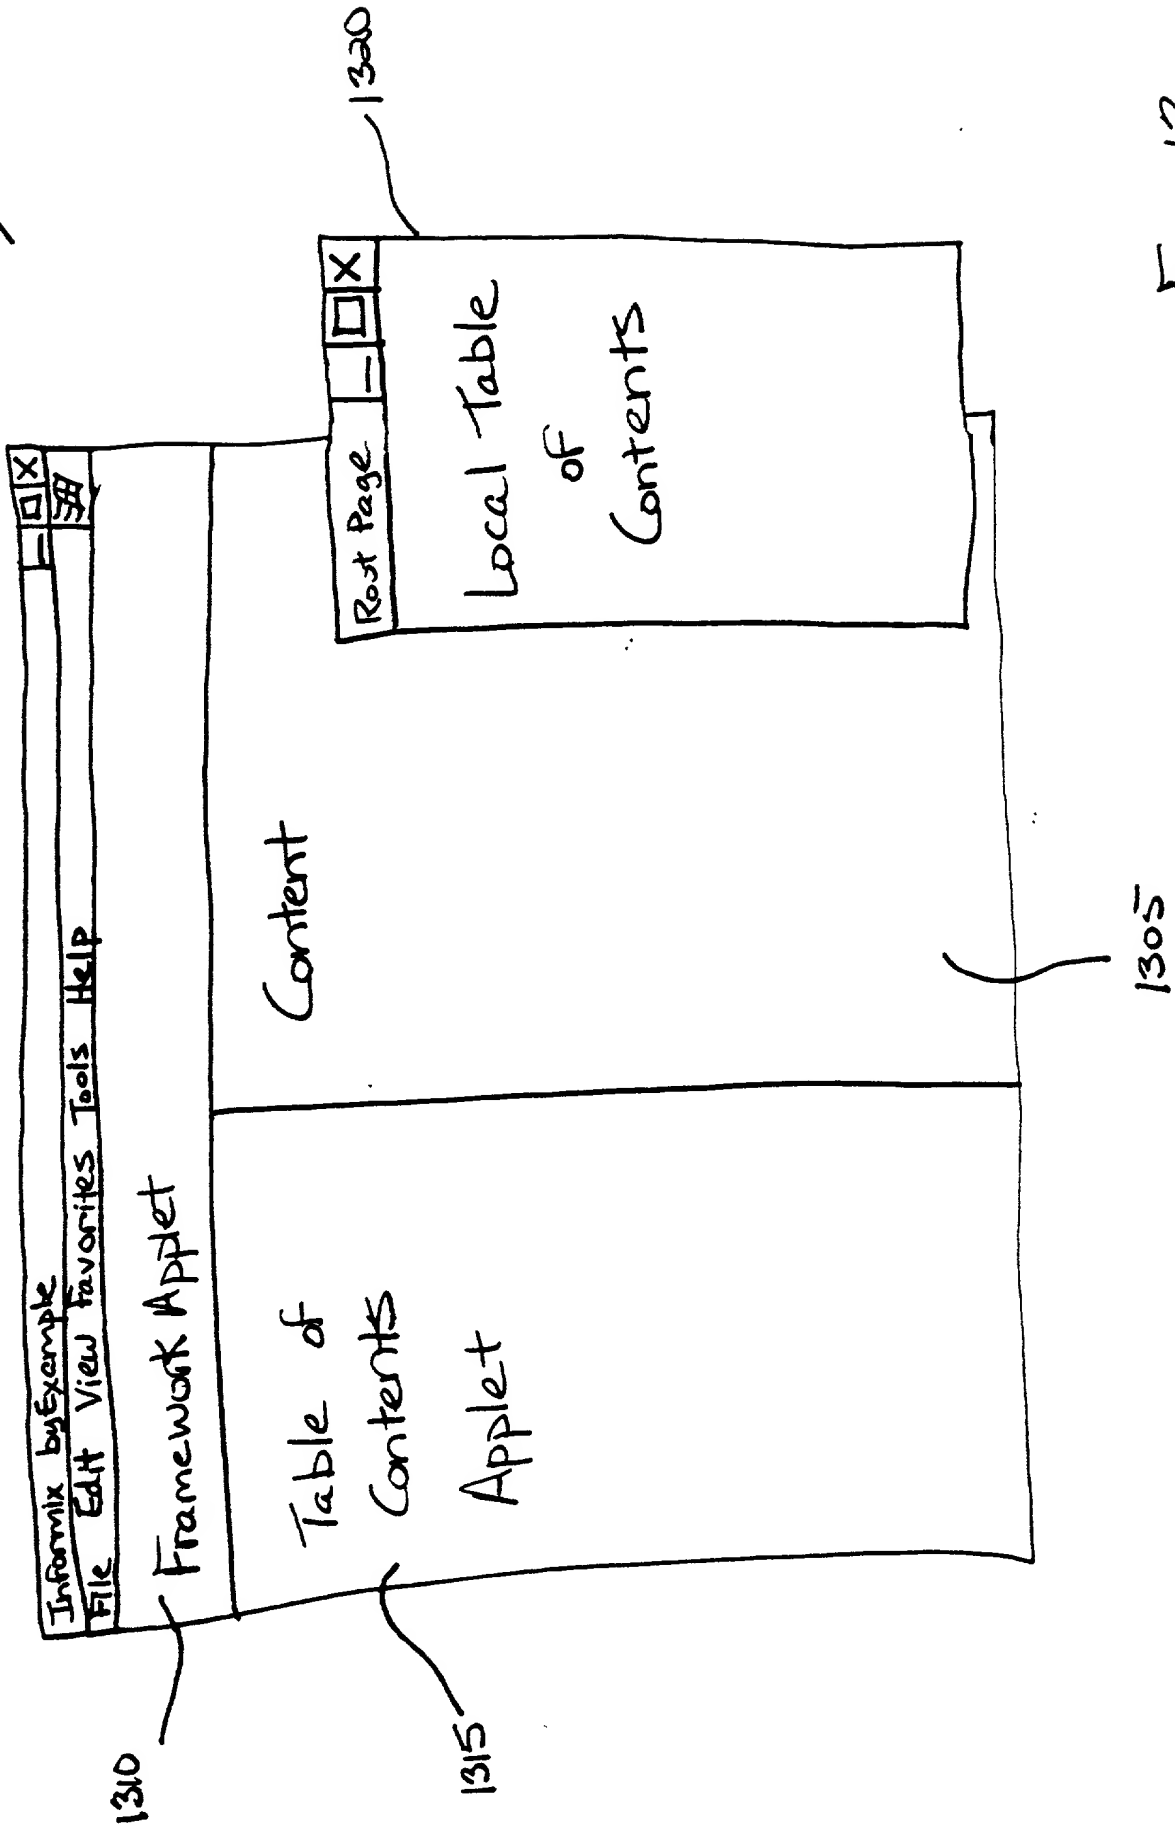 Informix byExample
File Edit View Favorites Tools Help
1310
Framework Applet
1315
Table of
Contents
Applet
Content
Root Page
Local Table
of
Contents
1320
1305